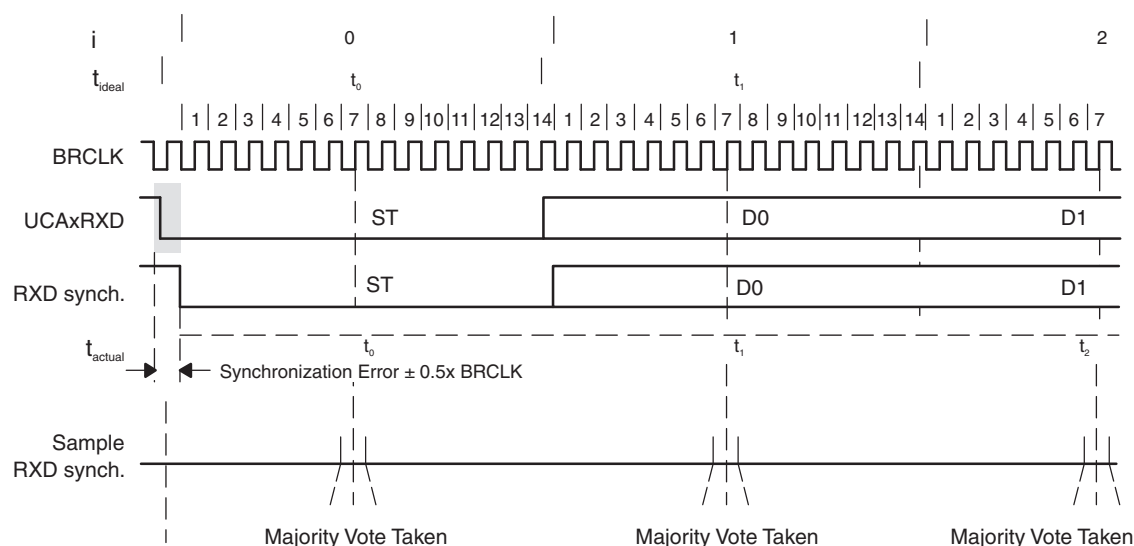 i 0 1 2
tideal t0 t1
1 2 3 4 5 6 7 8 9 10 11 12 13 14 1 2 3 4 5 6 7 8 9 10 11 12 13 14 1 2 3 4 5 6 7
BRCLK
UCAxRXD ST D0 D1
RXD synch. ST D0 D1
tactual t0 t1 t2
Synchronization Error ± 0.5x BRCLK
Sample
RXD synch.
Majority Vote Taken Majority Vote Taken Majority Vote Taken